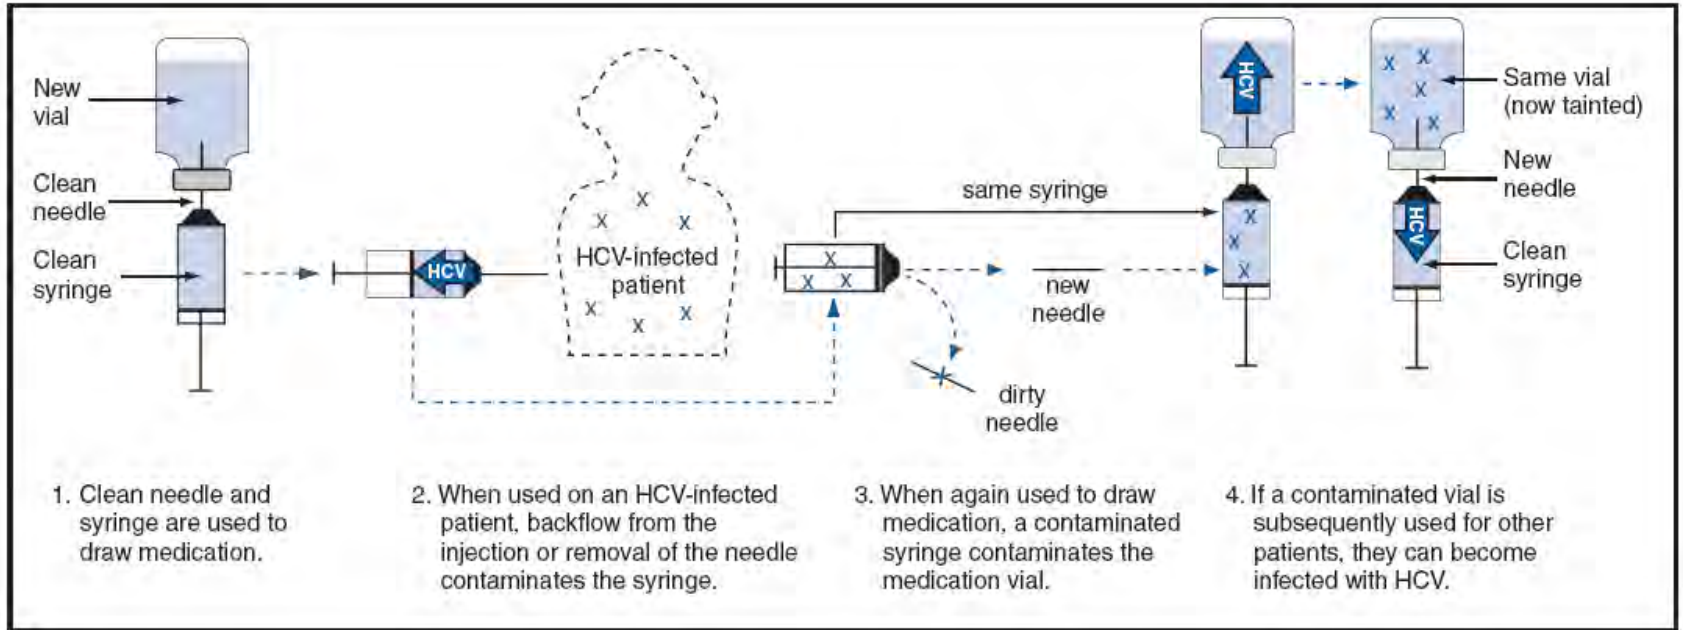 New
vial
Clean
needle
Clean
syringe
HCV
HCV-infected
patient
X
X
X
X
X
X
X
X
X
same syringe
new
needle
dirty
needle
HCV
X
X
X
HCV
X
X
X
X
X
Same vial
(now tainted)
New
needle
Clean
syringe
1. Clean needle and
syringe are used to
draw medication.
2. When used on an HCV-infected
patient, backflow from the
injection or removal of the needle
contaminates the syringe.
3. When again used to draw
medication, a contaminated
syringe contaminates the
medication vial.
4. If a contaminated vial is
subsequently used for other
patients, they can become
infected with HCV.